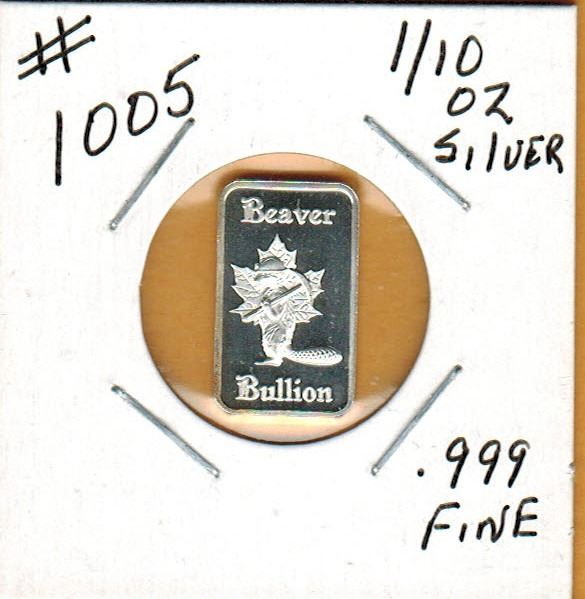 #
1005
1/10
OZ
SILVER
Beaver
Bullion
.999
FINE